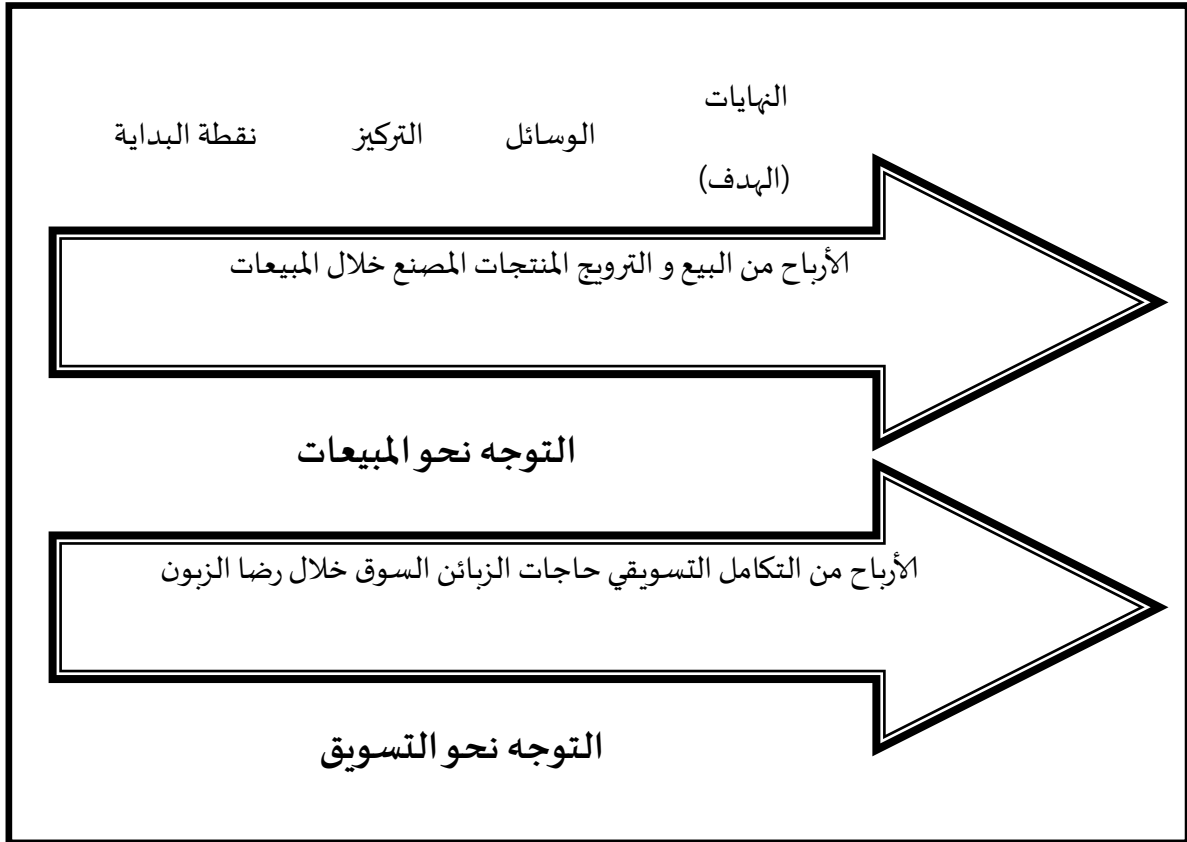 النهايات
نقطة البداية التركيز الوسائل
(الهدف)
الأرباح من البيع و الترويج المنتجات المصنع خلال المبيعات
التوجه نحو المبيعات
الأرباح من التكامل التسويقي حاجات الزبائن السوق خلال رضا الزبون
التوجه نحو التسويق